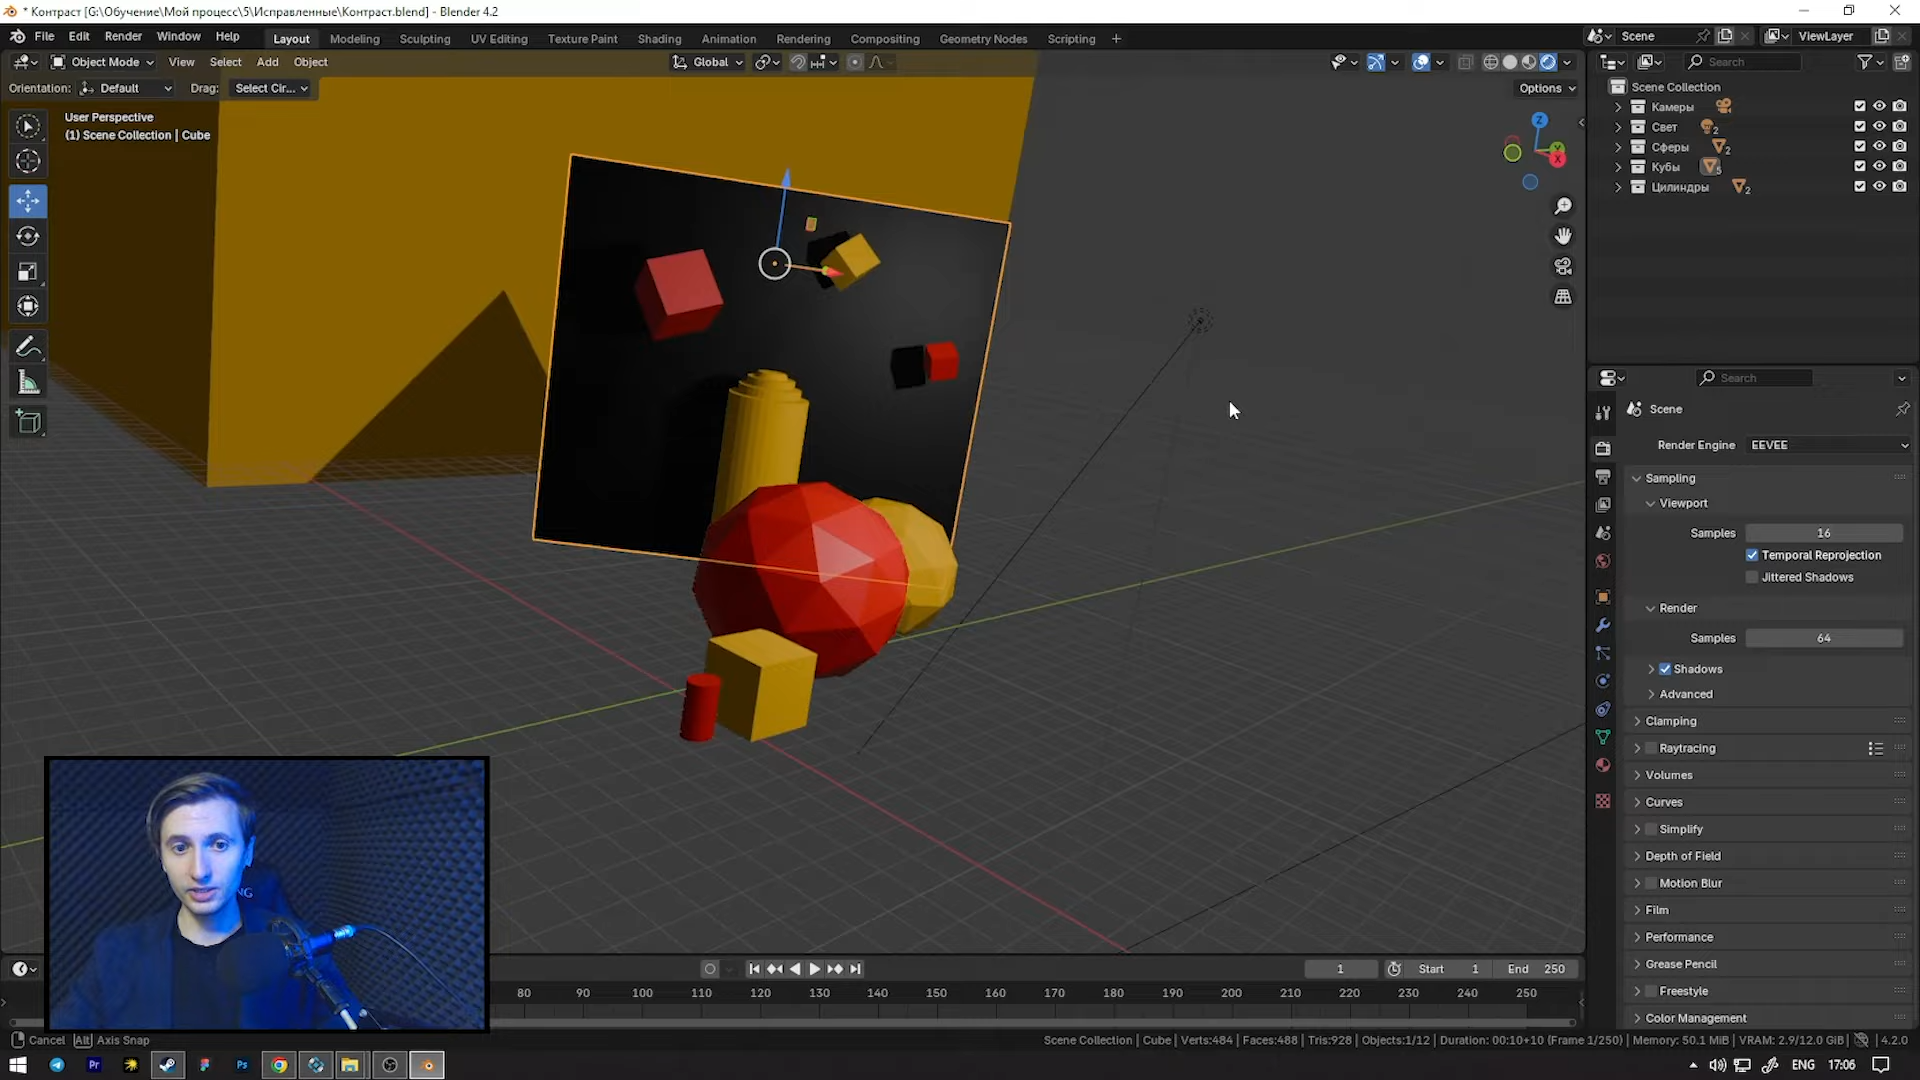 * Контраст [G:\Обучение\Мой процесс\5\Исправленные\Контраст.blend] - Blender 4.2
File Edit Render Window Help
Layout Modeling Sculpting UV Editing Texture Paint Shading Animation Rendering Compositing Geometry Nodes Scripting +
Scene
ViewLayer
Object Mode View Select Add Object
Global
Search
Orientation: Default Drag: Select Cir...
Options
User Perspective
(1) Scene Collection | Cube
Z
Y
X
Scene Collection
Камеры
Свет 2
Сферы 2
Кубы 5
Цилиндры 2
Search
Scene
Render Engine EEVEE
Sampling
Viewport
Samples 16
Temporal Reprojection
Jittered Shadows
Render
Samples 64
Shadows
Advanced
Clamping
Raytracing
Volumes
Curves
Simplify
Depth of Field
Motion Blur
Film
Performance
Grease Pencil
Freestyle
Color Management
NG
1 Start 1 End 250
80 90 100 110 120 130 140 150 160 170 180 190 200 210 220 230 240 250
Cancel Alt Axis Snap
Scene Collection | Cube | Verts:484 | Faces:488 | Tris:928 | Objects:1/12 | Duration: 00:10+10 (Frame 1/250) | Memory: 50.1 MiB | VRAM: 2.9/12.0 GiB | 4.2.0
Pr Ps ENG 17:06